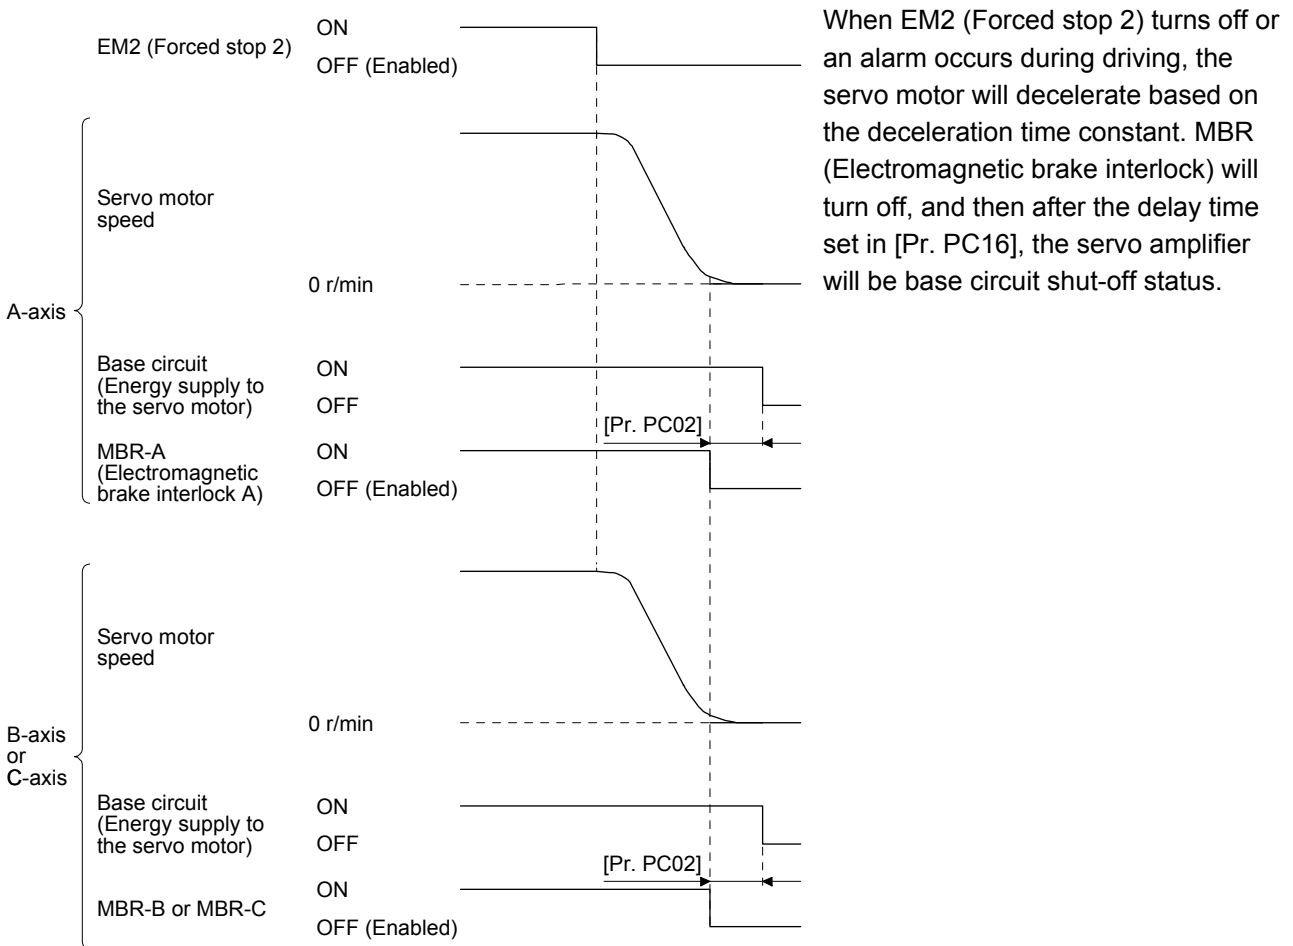 EM2 (Forced stop 2)
ON
OFF (Enabled)
When EM2 (Forced stop 2) turns off or
an alarm occurs during driving, the
servo motor will decelerate based on
the deceleration time constant. MBR
(Electromagnetic brake interlock) will
turn off, and then after the delay time
set in [Pr. PC16], the servo amplifier
will be base circuit shut-off status.
A-axis
Servo motor
speed
0 r/min
Base circuit
(Energy supply to
the servo motor)
ON
OFF
[Pr. PC02]
MBR-A
(Electromagnetic
brake interlock A)
ON
OFF (Enabled)
B-axis
or
C-axis
Servo motor
speed
0 r/min
Base circuit
(Energy supply to
the servo motor)
ON
OFF
[Pr. PC02]
MBR-B or MBR-C
ON
OFF (Enabled)